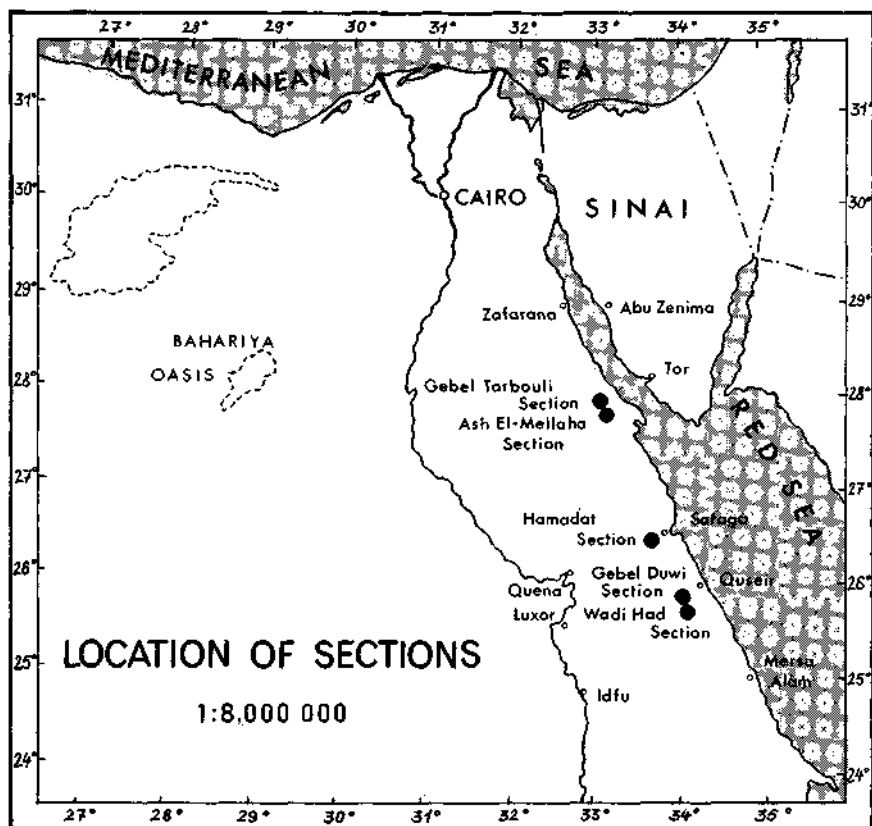 27° 28° 29° 30° 31° 32° 33° 34° 35°
MEDITERRANEAN SEA
31° 31°
30° CAIRO SINAI 30°
29° Zafarana Abu Zenima 29°
BAHARIYA
OASIS
Tor
28° 28°
Gebel Tarbouli
Section
Ash El-Mellaha
Section
RED SEA
27° 27°
Hamadat
Section
Safaga
26° 26°
Gebel Duwi
Section
Quseir
Quena
Luxor
Wadi Had
Section
LOCATION OF SECTIONS
1:8,000 000
25° 25°
Mersa
Alam
Idfu
24° 24°
27° 28° 29° 30° 31° 32° 33° 34° 35°